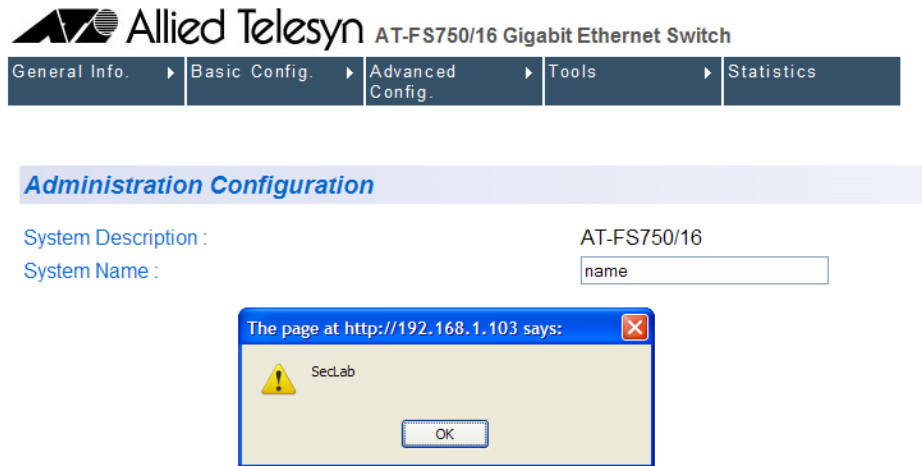 Allied Telesyn AT-FS750/16 Gigabit Ethernet Switch
General Info. Basic Config. Advanced Config. Tools Statistics
Administration Configuration
System Description : AT-FS750/16
System Name : name
The page at http://192.168.1.103 says:
SecLab
OK